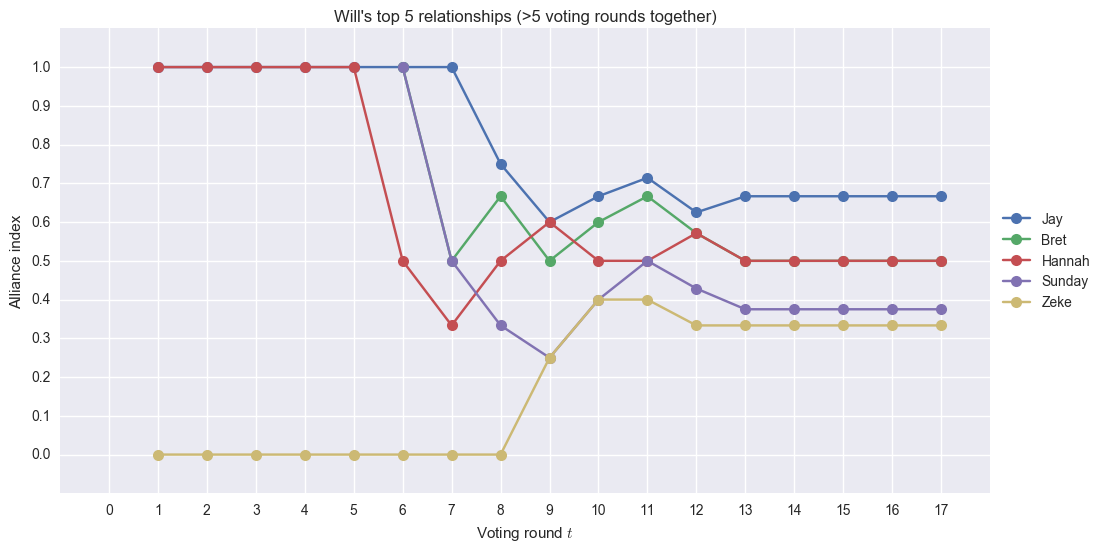 Will's top 5 relationships (>5 voting rounds together)
Alliance index
1.0
0.9
0.8
0.7
0.6
0.5
0.4
0.3
0.2
0.1
0.0
0 1 2 3 4 5 6 7 8 9 10 11 12 13 14 15 16 17
Voting round t
Jay
Bret
Hannah
Sunday
Zeke